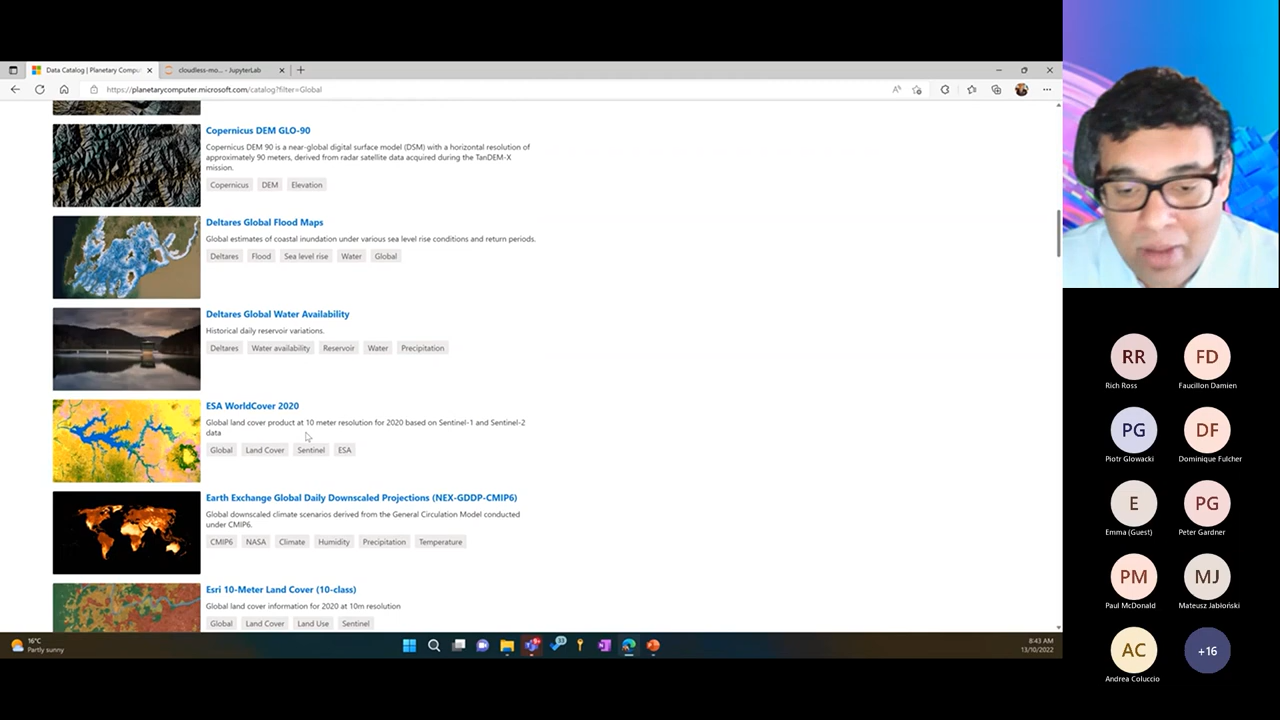 Data Catalog | Planetary Compu
cloudless-mo... - JupyterLab
https://planetarycomputer.microsoft.com/catalog?filter=Global
Copernicus DEM GLO-90
Copernicus DEM 90 is a near-global digital surface model (DSM) with a horizontal resolution of
approximately 90 meters, derived from radar satellite data acquired during the TanDEM-X
mission.
Copernicus DEM Elevation
Deltares Global Flood Maps
Global estimates of coastal inundation under various sea level rise conditions and return periods.
Deltares Flood Sea level rise Water Global
Deltares Global Water Availability
Historical daily reservoir variations.
Deltares Water availability Reservoir Water Precipitation
ESA WorldCover 2020
Global land cover product at 10 meter resolution for 2020 based on Sentinel-1 and Sentinel-2
data
Global Land Cover Sentinel ESA
Earth Exchange Global Daily Downscaled Projections (NEX-GDDP-CMIP6)
Global downscaled climate scenarios derived from the General Circulation Model conducted
under CMIP6.
CMIP6 NASA Climate Humidity Precipitation Temperature
Esri 10-Meter Land Cover (10-class)
Global land cover information for 2020 at 10m resolution
Global Land Cover Land Use Sentinel
16°C
Partly sunny
8:43 AM
13/10/2022
RR FD
Rich Ross Faucillon Damien
PG DF
Piotr Glowacki Dominique Fulcher
E PG
Emma (Guest) Peter Gardner
PM MJ
Paul McDonald Mateusz Jabłoński
AC +16
Andrea Coluccio